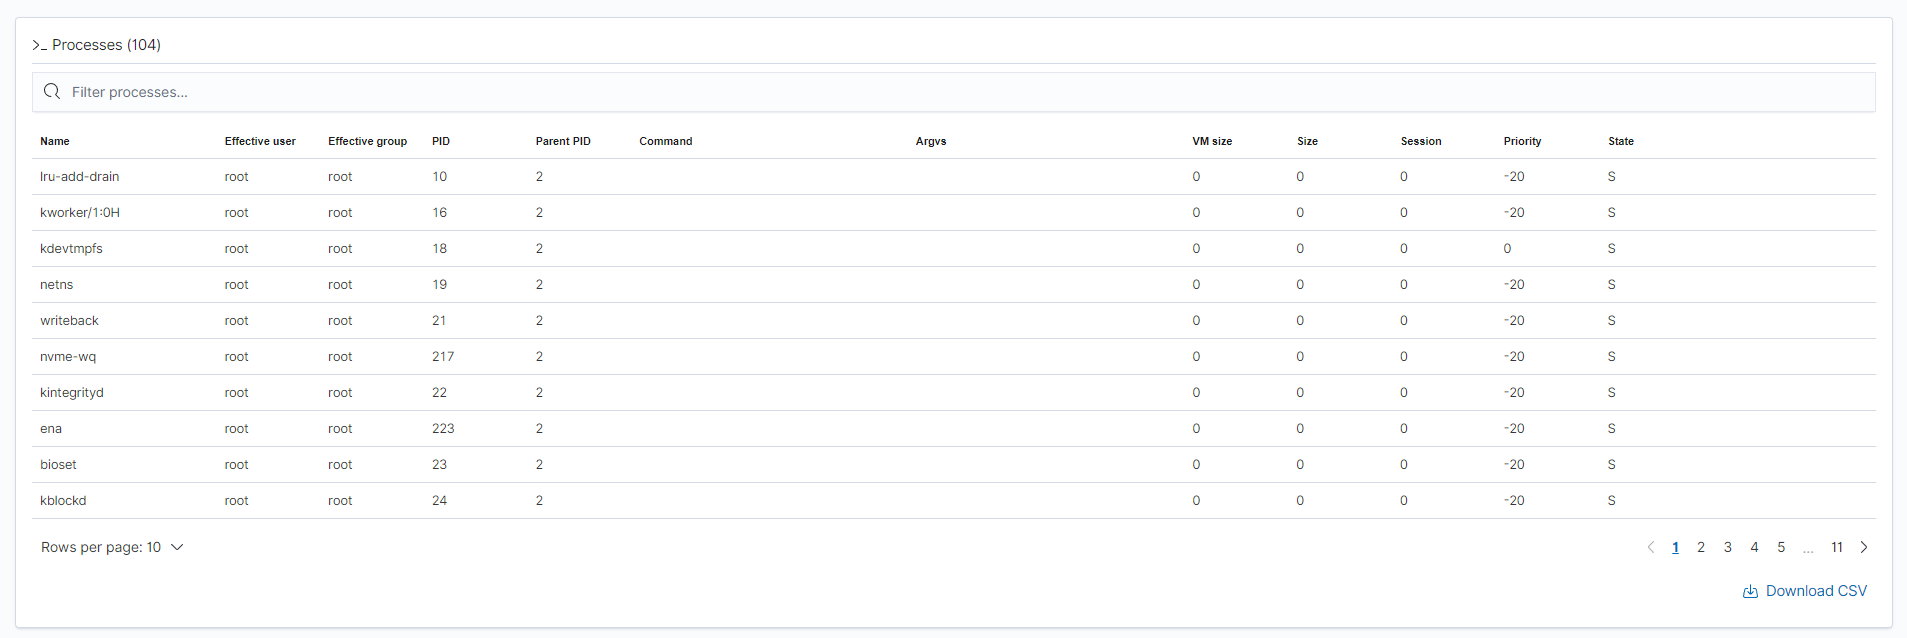 >_ Processes (104)
Filter processes...
Name Effective user Effective group PID Parent PID Command Argvs VM size Size Session Priority State
lru-add-drain root root 10 2 0 0 0 -20 S
kworker/1:0H root root 16 2 0 0 0 -20 S
kdevtmpfs root root 18 2 0 0 0 0 S
netns root root 19 2 0 0 0 -20 S
writeback root root 21 2 0 0 0 -20 S
nvme-wq root root 217 2 0 0 0 -20 S
kintegrityd root root 22 2 0 0 0 -20 S
ena root root 223 2 0 0 0 -20 S
bioset root root 23 2 0 0 0 -20 S
kblockd root root 24 2 0 0 0 -20 S
Rows per page: 10 1 2 3 4 5 ... 11
Download CSV